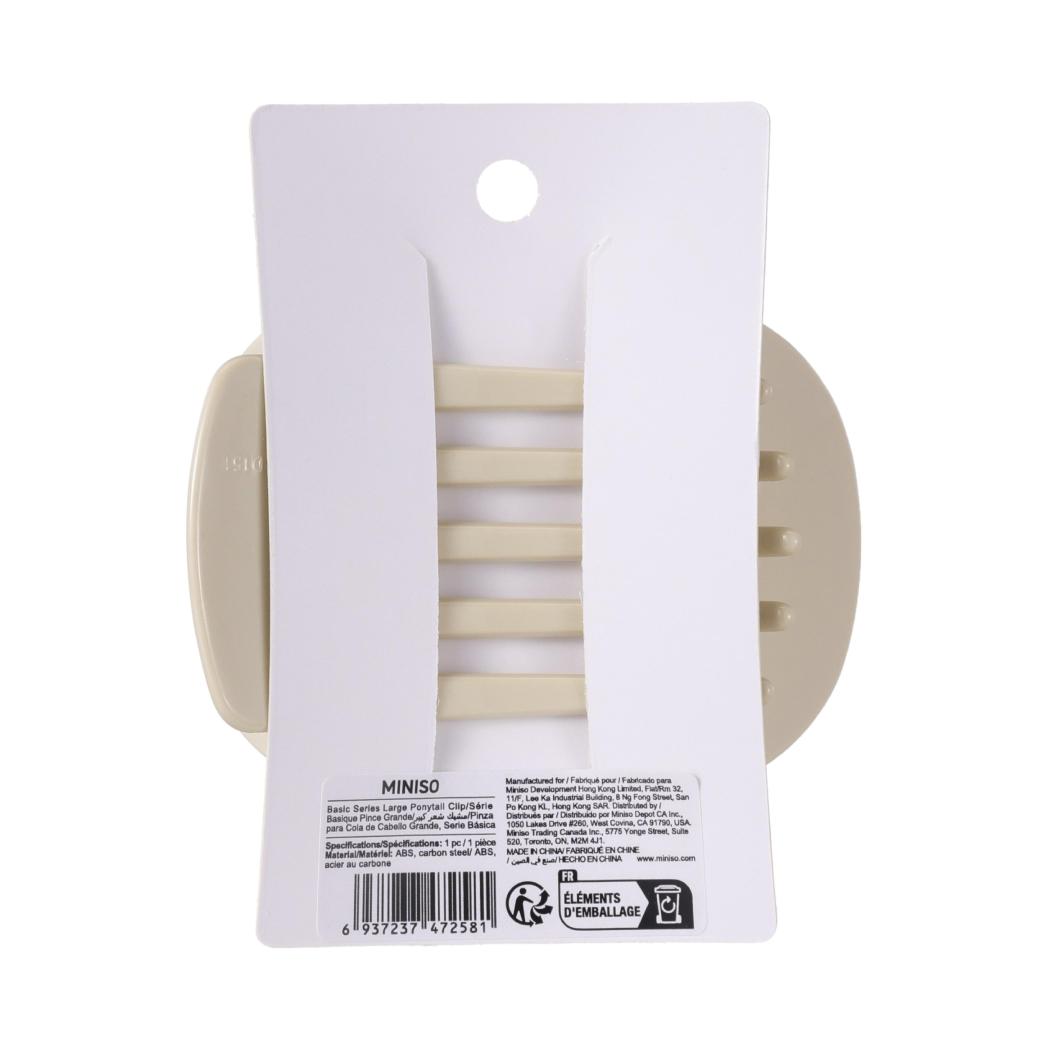 MINISO
Basic Series Large Ponytail Clip/Série
Basique Pince Grande/مشبك شعر كبير/Pinza
para Cola de Cabello Grande, Serie Básica
Specifications/Spécifications: 1 pc / 1 pièce
Material/Matériel: ABS, carbon steel/ ABS,
acier au carbone
6 937237 472581
Manufactured for / Fabriqué pour / Fabricado para
Miniso Development Hong Kong Limited, Flat/Rm 32,
11/F, Lee Ka Industrial Building, 8 Ng Fong Street, San
Po Kong KL, Hong Kong SAR. Distributed by /
Distribués par / Distribuido por Miniso Depot CA Inc.,
1050 Lakes Drive #260, West Covina, CA 91790, USA.
Miniso Trading Canada Inc., 5775 Yonge Street, Suite
520, Toronto, ON, M2M 4J1.
MADE IN CHINA/ FABRIQUÉ EN CHINE
/ صنع في الصين/ HECHO EN CHINA www.miniso.com
FR
ÉLÉMENTS
D'EMBALLAGE